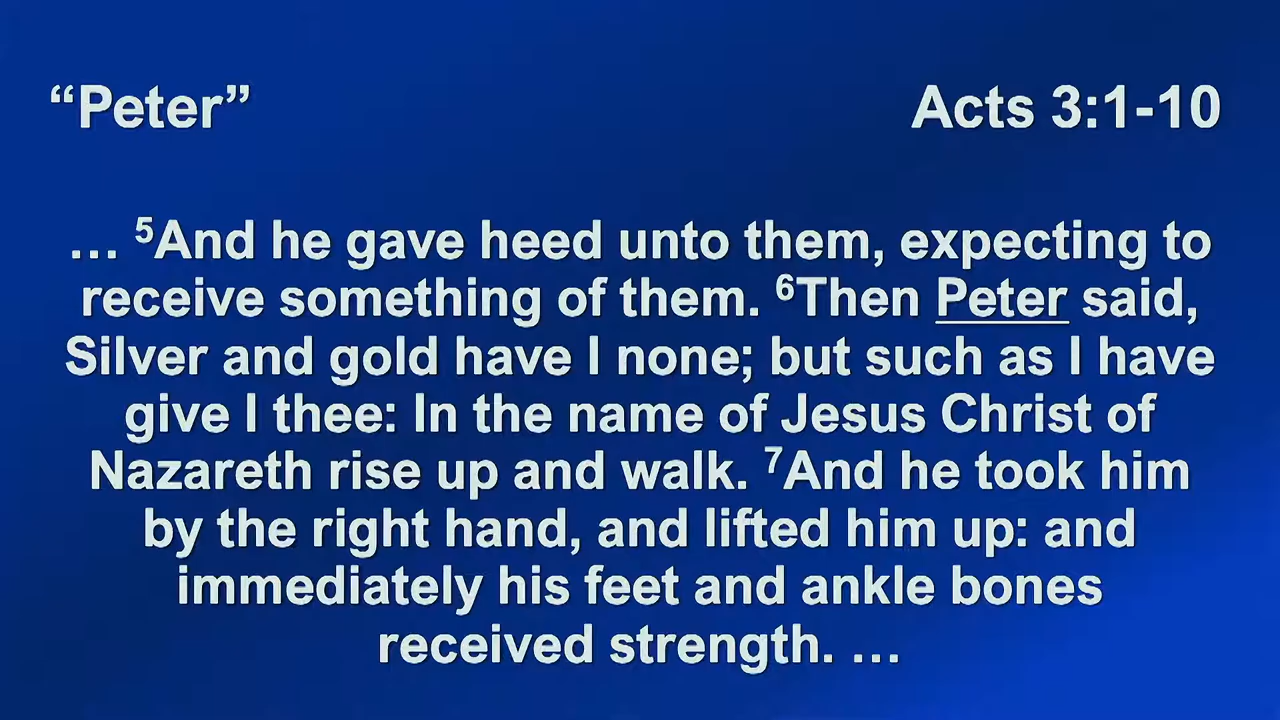 “Peter” Acts 3:1-10
… ⁵And he gave heed unto them, expecting to
receive something of them. ⁶Then Peter said,
Silver and gold have I none; but such as I have
give I thee: In the name of Jesus Christ of
Nazareth rise up and walk. ⁷And he took him
by the right hand, and lifted him up: and
immediately his feet and ankle bones
received strength. …